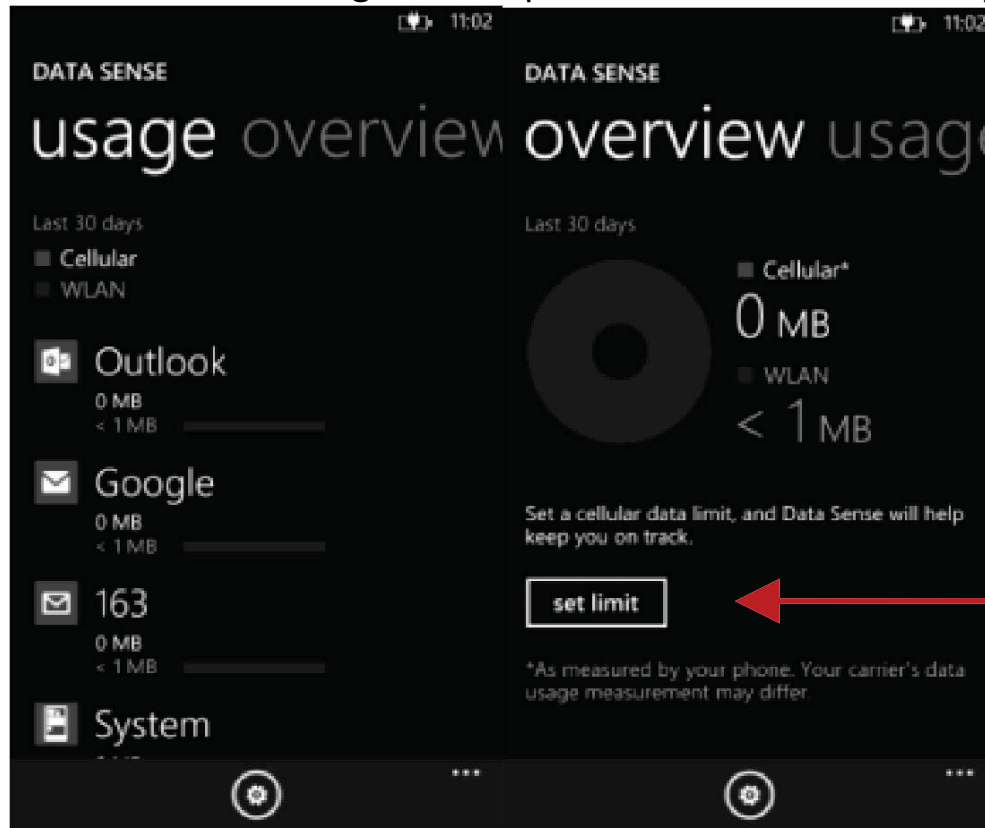 11:02
DATA SENSE
usage overview
Last 30 days
Cellular
WLAN
Outlook
0 MB
< 1 MB
Google
0 MB
< 1 MB
163
0 MB
< 1 MB
System
11:02
DATA SENSE
overview usag
Last 30 days
Cellular*
0 MB
WLAN
< 1 MB
Set a cellular data limit, and Data Sense will help
keep you on track.
set limit
*As measured by your phone. Your carrier's data
usage measurement may differ.